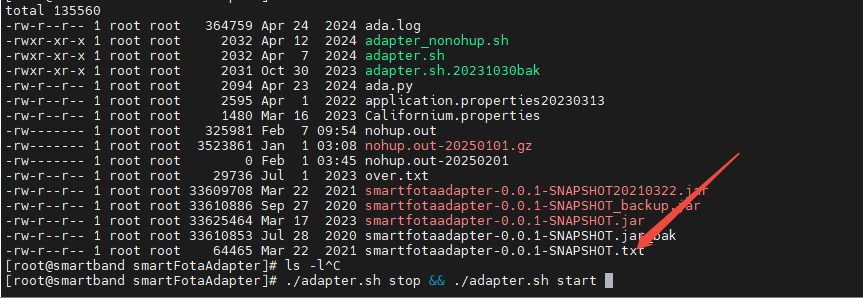 total 135560
-rw-r--r-- 1 root root   364759 Apr 24  2024 ada.log
-rwxr-xr-x 1 root root     2032 Apr 12  2024 adapter_nonohup.sh
-rwxr-xr-x 1 root root     2032 Apr  7  2024 adapter.sh
-rwxr-xr-x 1 root root     2031 Oct 30  2023 adapter.sh.20231030bak
-rw-r--r-- 1 root root     2094 Apr 23  2024 ada.py
-rw-r--r-- 1 root root     2595 Apr  1  2022 application.properties20230313
-rw-r--r-- 1 root root     1480 Mar 16  2023 Californium.properties
-rw------- 1 root root   325981 Feb  7 09:54 nohup.out
-rw------- 1 root root  3523861 Jan  1 03:08 nohup.out-20250101.gz
-rw------- 1 root root        0 Feb  1 03:45 nohup.out-20250201
-rw-r--r-- 1 root root    29736 Jul  1  2023 over.txt
-rw-r--r-- 1 root root 33609708 Mar 22  2021 smartfotaadapter-0.0.1-SNAPSHOT20210322.jar
-rw-r--r-- 1 root root 33610886 Sep 27  2020 smartfotaadapter-0.0.1-SNAPSHOT_backup.jar
-rw-r--r-- 1 root root 33625464 Mar 17  2023 smartfotaadapter-0.0.1-SNAPSHOT.jar
-rw-r--r-- 1 root root 33610853 Jul 28  2020 smartfotaadapter-0.0.1-SNAPSHOT.jar_bak
-rw-r--r-- 1 root root    64465 Mar 22  2021 smartfotaadapter-0.0.1-SNAPSHOT.txt
[root@smartband smartFotaAdapter]# ls -l^C
[root@smartband smartFotaAdapter]# ./adapter.sh stop && ./adapter.sh start